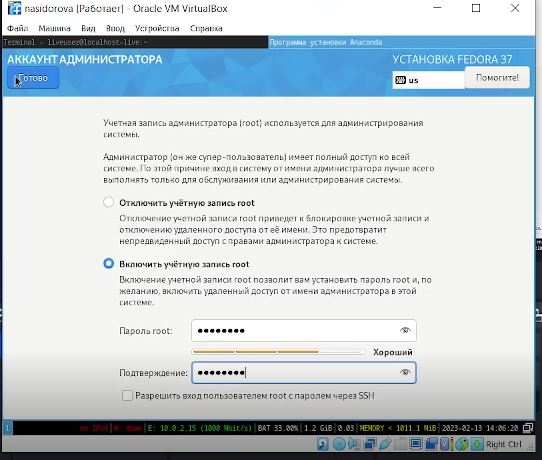 nasidorova [Работает] - Oracle VM VirtualBox
Файл Машина Вид Ввод Устройства Справка
Terminal - liveuser@localhost-live:~ Программа установки Anaconda
АККАУНТ АДМИНИСТРАТОРА УСТАНОВКА FEDORA 37
Готово us Помогите!
Учетная запись администратора (root) используется для администрирования
системы.
Администратор (он же супер-пользователь) имеет полный доступ ко всей
системе. По этой причине вход в систему от имени администратора лучше всего
выполнять только для обслуживания или администрирования системы.
Отключить учётную запись root
Отключение учетной записи root приведет к блокировке учетной записи и
отключению удаленного доступа от её имени. Это предотвратит
непредвиденный доступ с правами администратора к системе.
Включить учётную запись root
Включение учетной записи root позволит вам установить пароль root и, по
желанию, включить удаленный доступ от имени администратора в этой
системе.
Пароль root: ●●●●●●●●
Хороший
Подтверждение: ●●●●●●●●
Разрешить вход пользователем root с паролем через SSH
1 no IPv6 W: down E: 10.0.2.15 (1000 Mbit/s) BAT 33.00% 1.2 GiB 0.03 MEMORY < 1011.1 MiB 2023-02-13 14:06:20
Right Ctrl